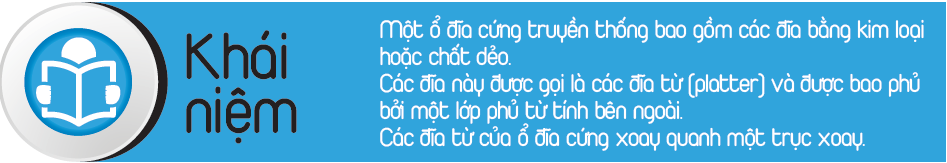 Khái
niệm
Một ổ đĩa cứng truyền thống bao gồm các đĩa bằng kim loại
hoặc chất dẻo.
Các đĩa này được gọi là các đĩa từ (platter) và được bao phủ
bởi một lớp phủ từ tính bên ngoài.
Các đĩa từ của ổ đĩa cứng xoay quanh một trục xoay.